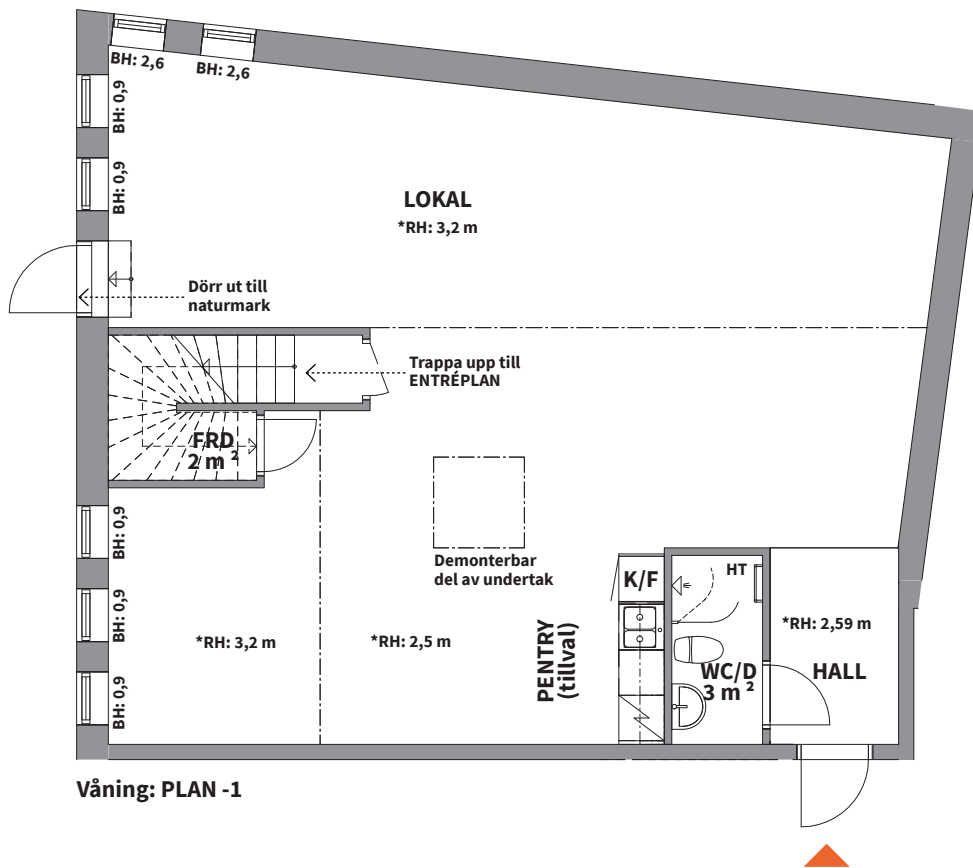 BH: 2,6
BH: 2,6
BH: 0,9
BH: 0,9
LOKAL
*RH: 3,2 m
Dörr ut till
naturmark
Trappa upp till
ENTRÉPLAN
FRD
2 m²
BH: 0,9
BH: 0,9
BH: 0,9
Demonterbar
del av undertak
*RH: 3,2 m
*RH: 2,5 m
PENTRY
(tillval)
K/F
HT
WC/D
3 m²
*RH: 2,59 m
HALL
Våning: PLAN -1